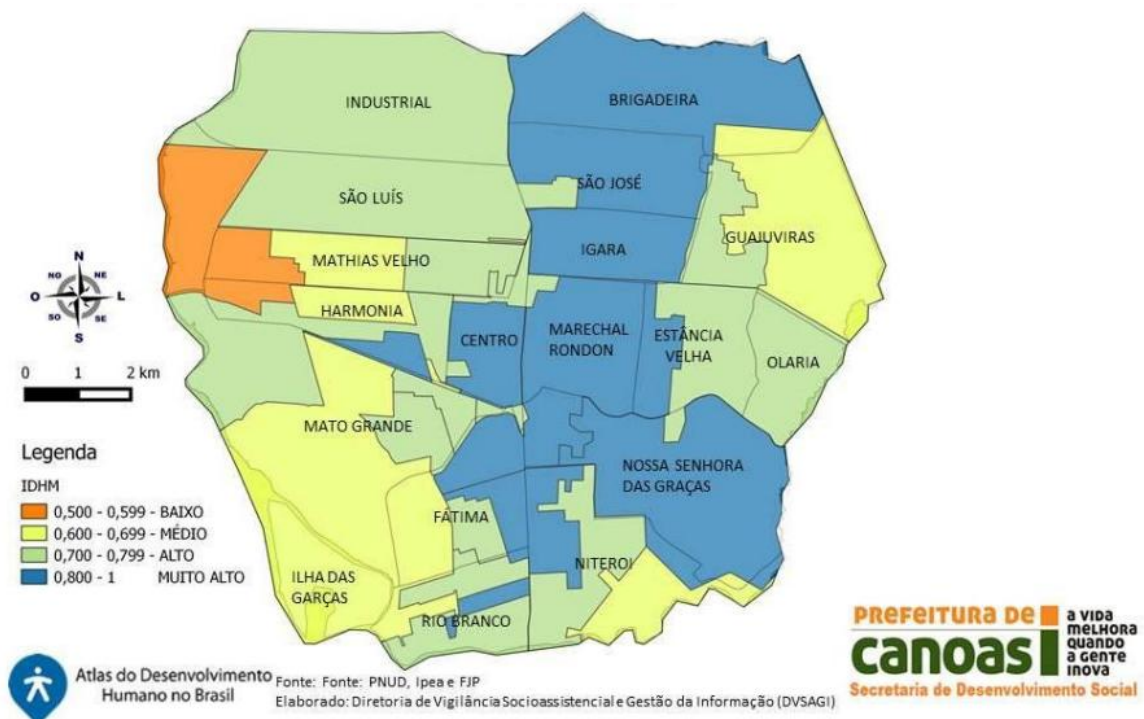 INDUSTRIAL
BRIGADEIRA
SÃO LUÍS
SÃO JOSÉ
GUAJUVIRAS
IGARA
MATHIAS VELHO
HARMONIA
CENTRO
MARECHAL
RONDON
ESTÂNCIA
VELHA
OLARIA
MATO GRANDE
NOSSA SENHORA
DAS GRAÇAS
FÁTIMA
NITEROI
ILHA DAS
GARÇAS
RIO BRANCO
N
NO
NE
O
L
SO
SE
S
0 1 2 km
Legenda
IDHM
0,500 - 0,599 - BAIXO
0,600 - 0,699 - MÉDIO
0,700 - 0,799 - ALTO
0,800 - 1 MUITO ALTO
Atlas do Desenvolvimento
Humano no Brasil
Fonte: Fonte: PNUD, Ipea e FJP
Elaborado: Diretoria de Vigilância Socioassistencial e Gestão da Informação (DVSAGI)
PREFEITURA DE
canoas
a vida
melhora
quando
a gente
inova
Secretaria de Desenvolvimento Social